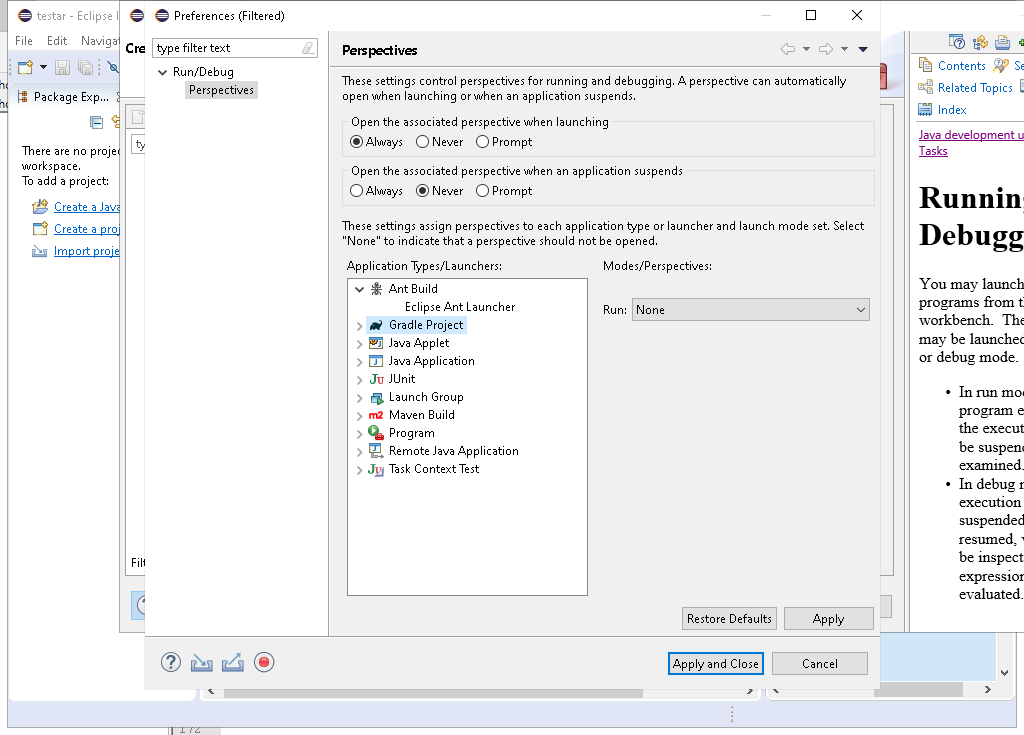 testar - Eclipse I
Preferences (Filtered)
File Edit Navigat
Cre
type filter text
Run/Debug
Perspectives
Package Exp...
There are no projec
workspace.
To add a project:
Create a Java
Create a proj
Import proje
ty
Filt
Perspectives
These settings control perspectives for running and debugging. A perspective can automatically
open when launching or when an application suspends.
Open the associated perspective when launching
Always Never Prompt
Open the associated perspective when an application suspends
Always Never Prompt
These settings assign perspectives to each application type or launcher and launch mode set. Select
"None" to indicate that a perspective should not be opened.
Application Types/Launchers:
Modes/Perspectives:
Ant Build
Eclipse Ant Launcher
Gradle Project
Java Applet
Java Application
JUnit
Launch Group
Maven Build
Program
Remote Java Application
Task Context Test
Run: None
Restore Defaults
Apply
Apply and Close
Cancel
Contents Se
Related Topics
Index
Java development u
Tasks
Running
Debugg
You may launch
programs from th
workbench. The
may be launched
or debug mode.
• In run mod
program e
the execut
be suspend
examined.
• In debug m
execution
suspended
resumed, v
be inspect
expression
evaluated.
172